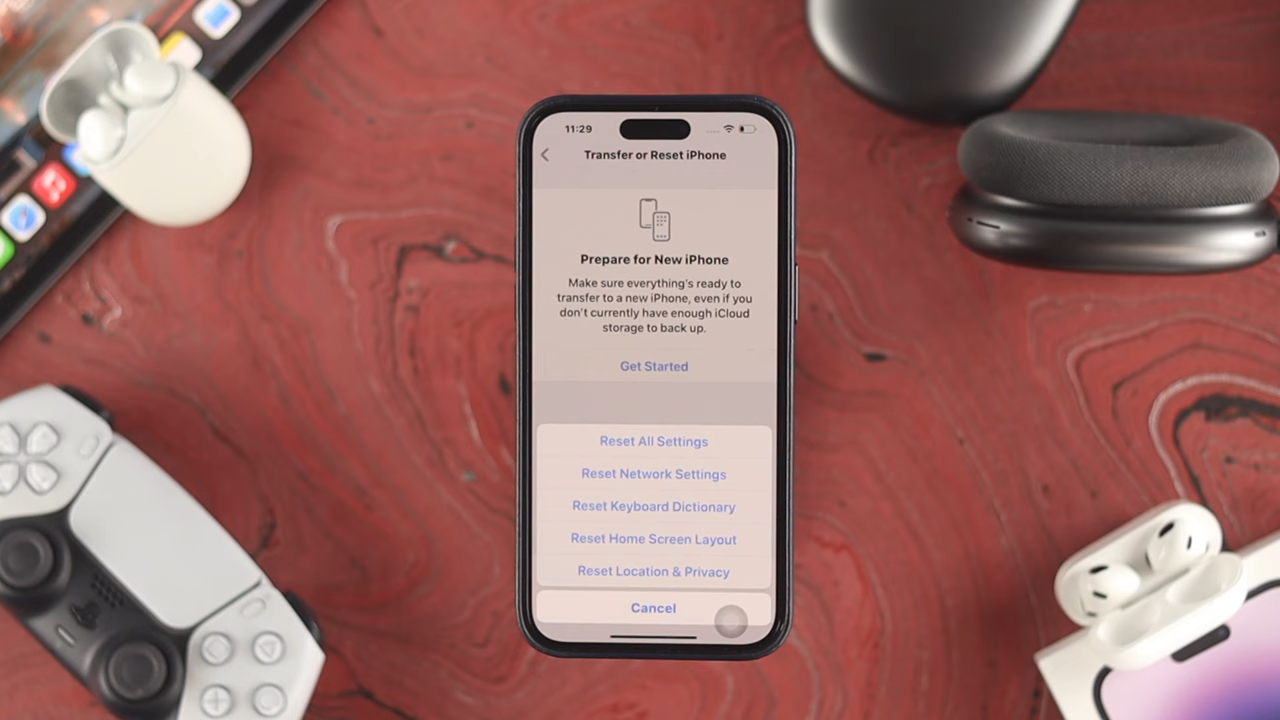 11:29
Transfer or Reset iPhone
Prepare for New iPhone
Make sure everything's ready to
transfer to a new iPhone, even if you
don't currently have enough iCloud
storage to back up.
Get Started
Reset All Settings
Reset Network Settings
Reset Keyboard Dictionary
Reset Home Screen Layout
Reset Location & Privacy
Cancel